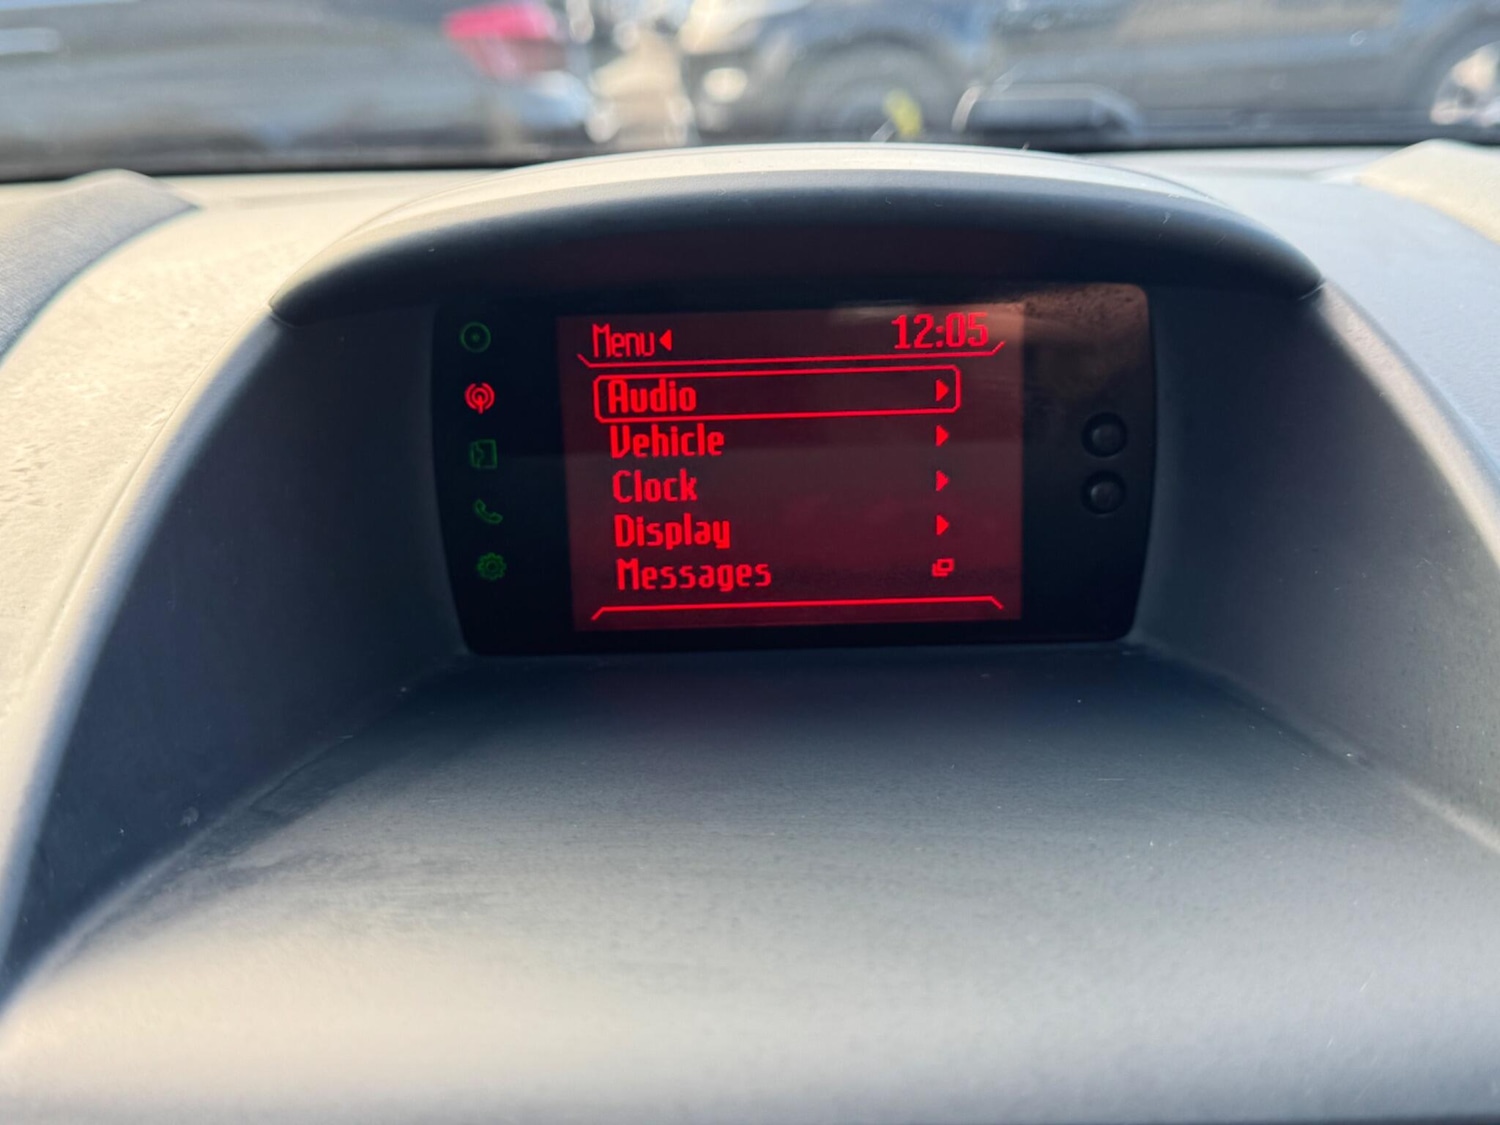 Menu
12:05
Audio
Vehicle
Clock
Display
Messages